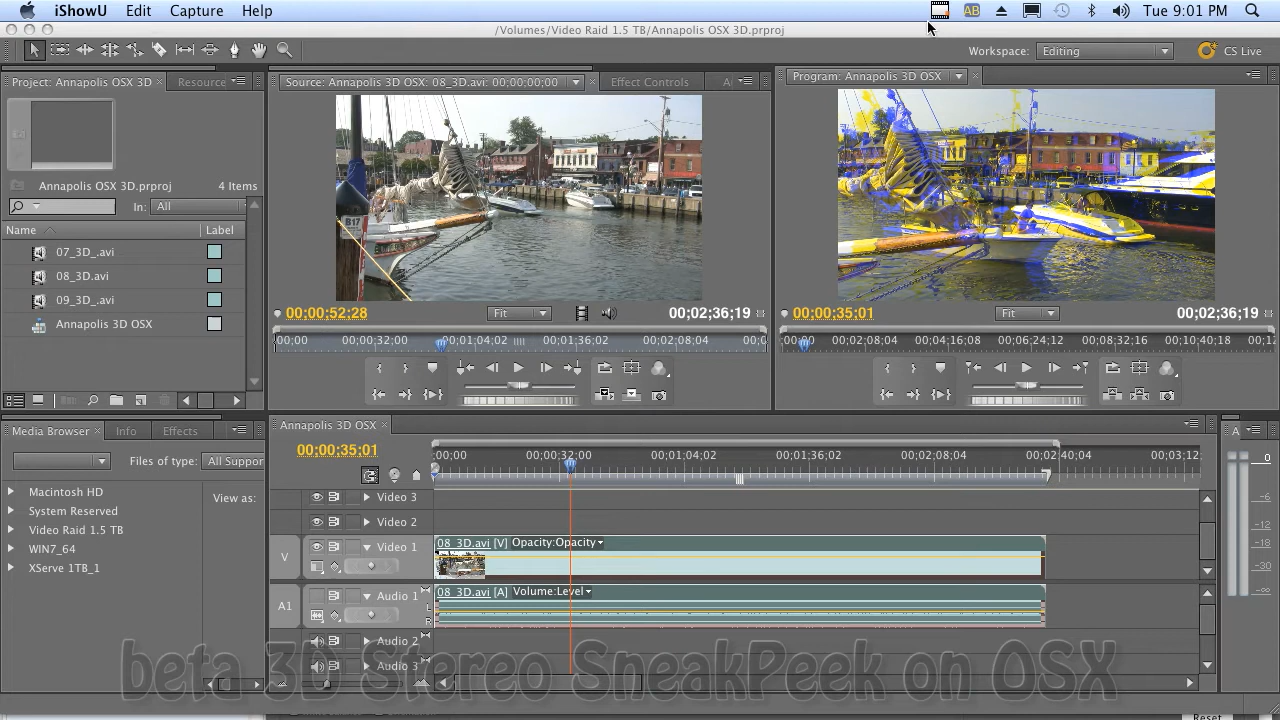 iShowU Edit Capture Help AB Tue 9:01 PM
/Volumes/Video Raid 1.5 TB/Annapolis OSX 3D.prproj
Workspace: Editing CS Live
Project: Annapolis OSX 3D Resource
Source: Annapolis 3D OSX: 08_3D.avi: 00;00;00;00 Effect Controls
Program: Annapolis 3D OSX
B17
Annapolis OSX 3D.prproj 4 Items
In: All
Name Label
07_3D_.avi
08_3D.avi
09_3D_.avi
Annapolis 3D OSX
00;00;52;28 Fit 00;02;36;19
00;00;35;01 Fit 00;02;36;19
;00;00 00;00;32;00 00;01;04;02 00;01;36;02 00;02;08;04
;00;00 00;02;08;04 00;04;16;08 00;06;24;12 00;08;32;16 00;10;40;18
Media Browser Info Effects
Files of type: All Suppor
View as:
Macintosh HD
System Reserved
Video Raid 1.5 TB
WIN7_64
XServe 1TB_1
Annapolis 3D OSX
00;00;35;01
;00;00 00;00;32;00 00;01;04;02 00;01;36;02 00;02;08;04 00;02;40;04 00;03;12;
Video 3
Video 2
V Video 1
08_3D.avi [V] Opacity:Opacity
A1 Audio 1 L R
08_3D.avi [A] Volume:Level
Audio 2
Audio 3
A
0
-6
-12
-18
-30
-∞
beta 3D Stereo SneakPeek on OSX
Reset